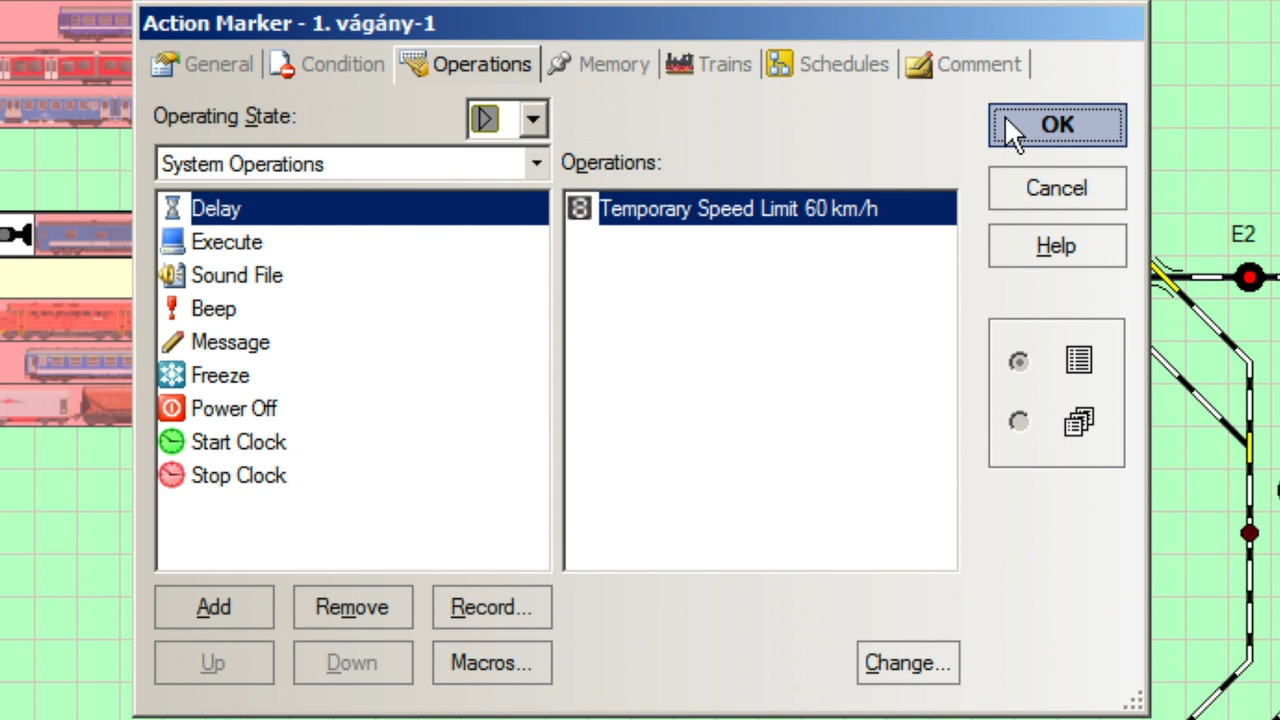 Action Marker - 1. vágány-1
General Condition Operations Memory Trains Schedules Comment
Operating State:
System Operations
Operations:
Delay
Execute
Sound File
Beep
Message
Freeze
Power Off
Start Clock
Stop Clock
Temporary Speed Limit 60 km/h
OK
Cancel
Help
E2
Add Remove Record...
Up Down Macros... Change...